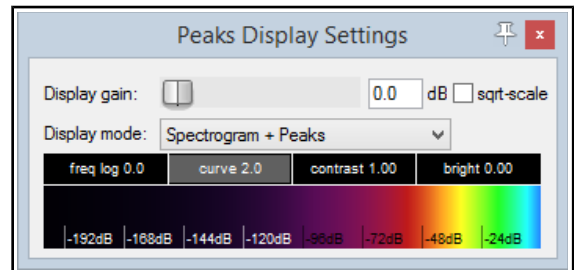 Peaks Display Settings x
Display gain: 0.0 dB sqrt-scale
Display mode: Spectrogram + Peaks
freq log 0.0 curve 2.0 contrast 1.00 bright 0.00
-192dB -168dB -144dB -120dB -96dB -72dB -48dB -24dB